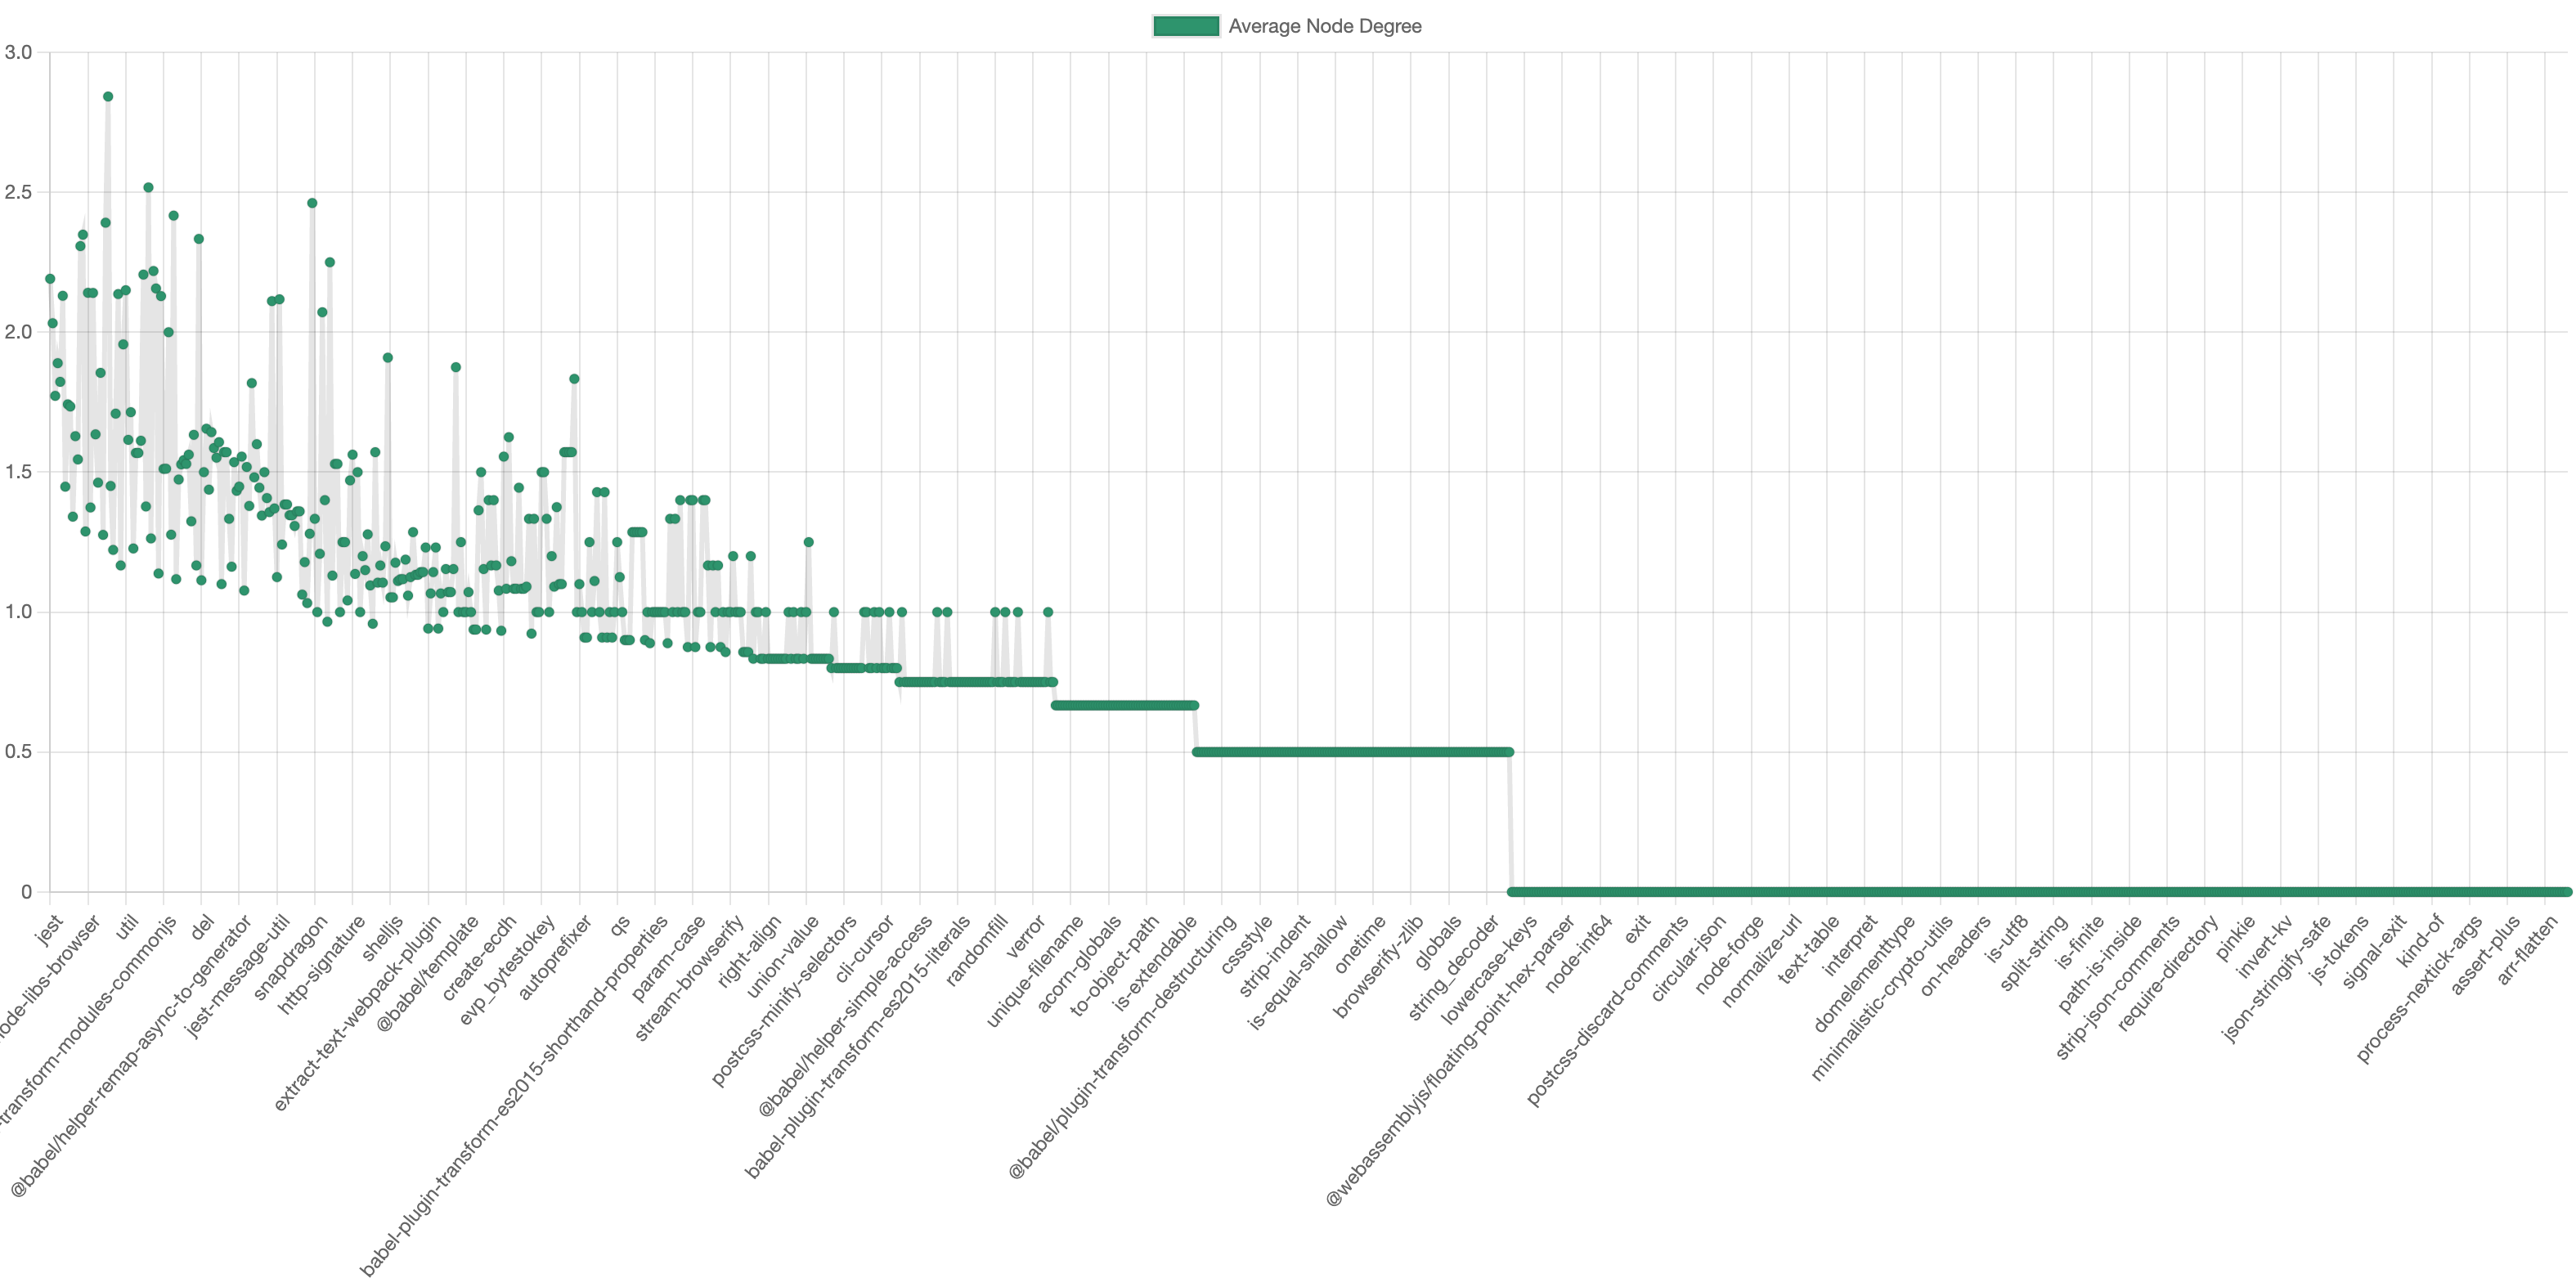 Average Node Degree
3.0
2.5
2.0
1.5
1.0
0.5
0
jest
node-libs-browser
util
-transform-modules-commonjs
del
@babel/helper-remap-async-to-generator
jest-message-util
snapdragon
http-signature
shelljs
extract-text-webpack-plugin
@babel/template
create-ecdh
evp_bytestokey
autoprefixer
qs
babel-plugin-transform-es2015-shorthand-properties
param-case
stream-browserify
right-align
union-value
postcss-minify-selectors
cli-cursor
@babel/helper-simple-access
babel-plugin-transform-es2015-literals
randomfill
verror
unique-filename
acorn-globals
to-object-path
is-extendable
@babel/plugin-transform-destructuring
cssstyle
strip-indent
is-equal-shallow
onetime
browserify-zlib
globals
string_decoder
lowercase-keys
@webassemblyjs/floating-point-hex-parser
node-int64
exit
postcss-discard-comments
circular-json
node-forge
normalize-url
text-table
interpret
domelementtype
minimalistic-crypto-utils
on-headers
is-utf8
split-string
is-finite
path-is-inside
strip-json-comments
require-directory
pinkie
invert-kv
json-stringify-safe
js-tokens
signal-exit
kind-of
process-nextick-args
assert-plus
arr-flatten